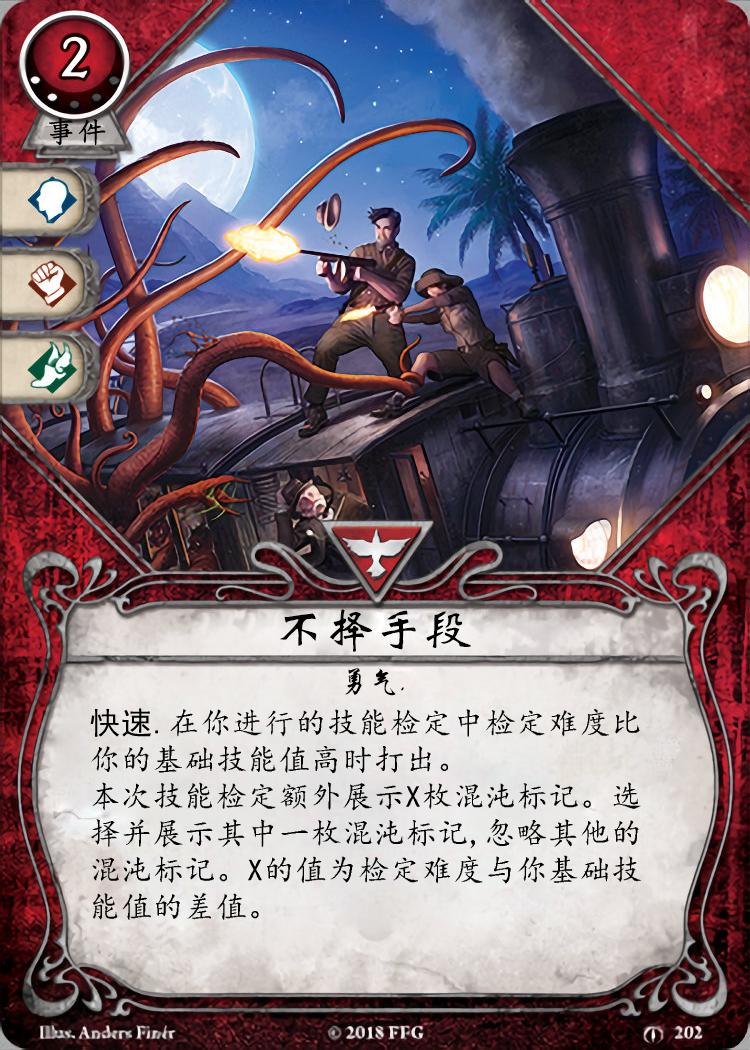 2
事件
不择手段
勇气.
快速. 在你进行的技能检定中检定难度比
你的基础技能值高时打出。
本次技能检定额外展示X枚混沌标记。选
择并展示其中一枚混沌标记,忽略其他的
混沌标记。X的值为检定难度与你基础技
能值的差值。
Illus. Anders Finér
© 2018 FFG
202